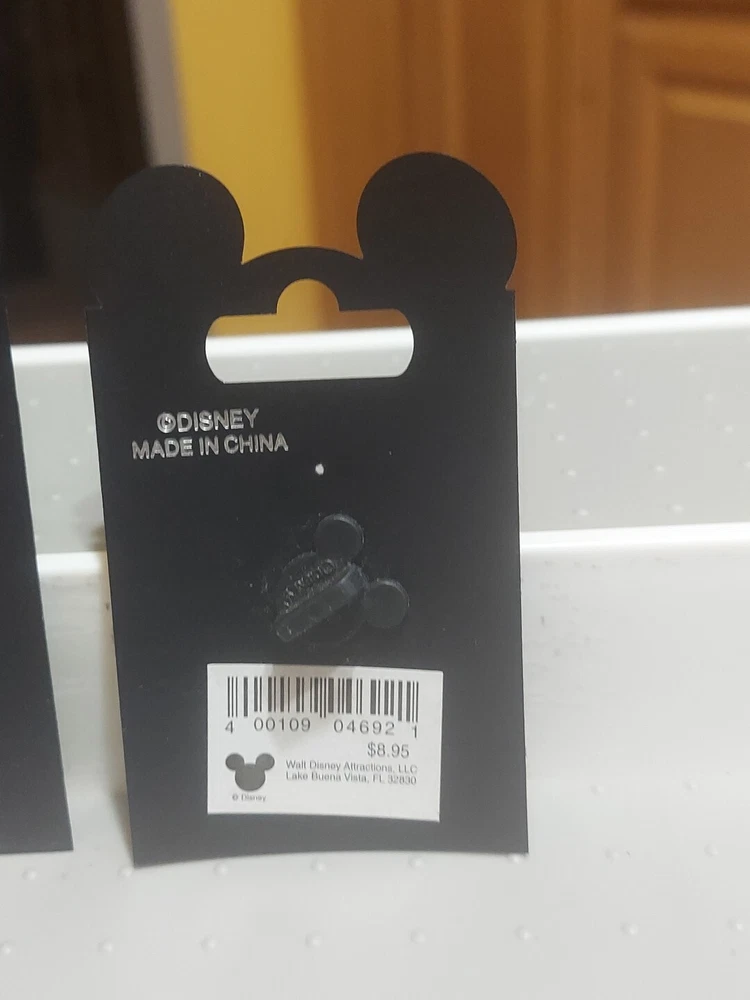 ©DISNEY
MADE IN CHINA
4 00109 04692 1
$8.95
Walt Disney Attractions, LLC
Lake Buena Vista, FL 32830
© Disney